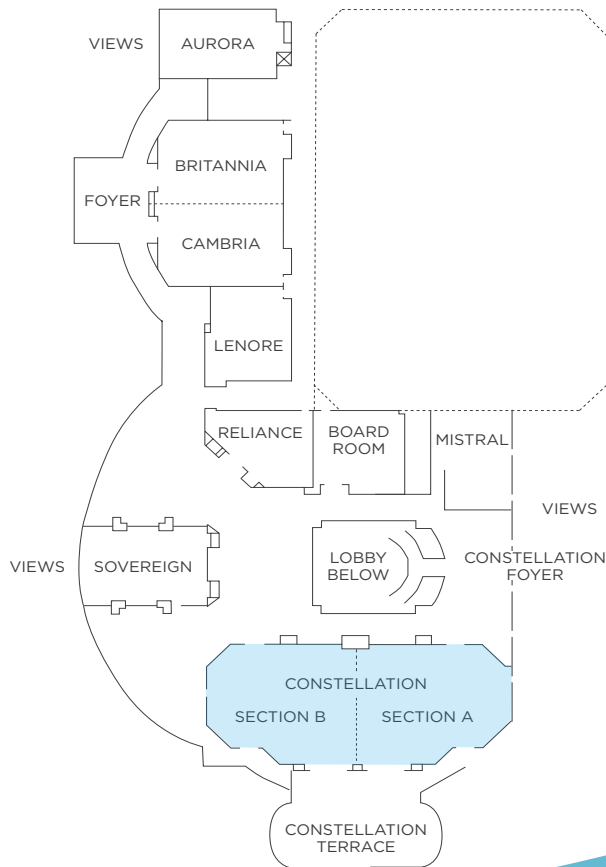 VIEWS
AURORA
BRITANNIA
FOYER
CAMBRIA
LENORE
RELIANCE
BOARD
ROOM
MISTRAL
VIEWS
VIEWS
SOVEREIGN
LOBBY
BELOW
CONSTELLATION
FOYER
CONSTELLATION
SECTION B
SECTION A
CONSTELLATION
TERRACE